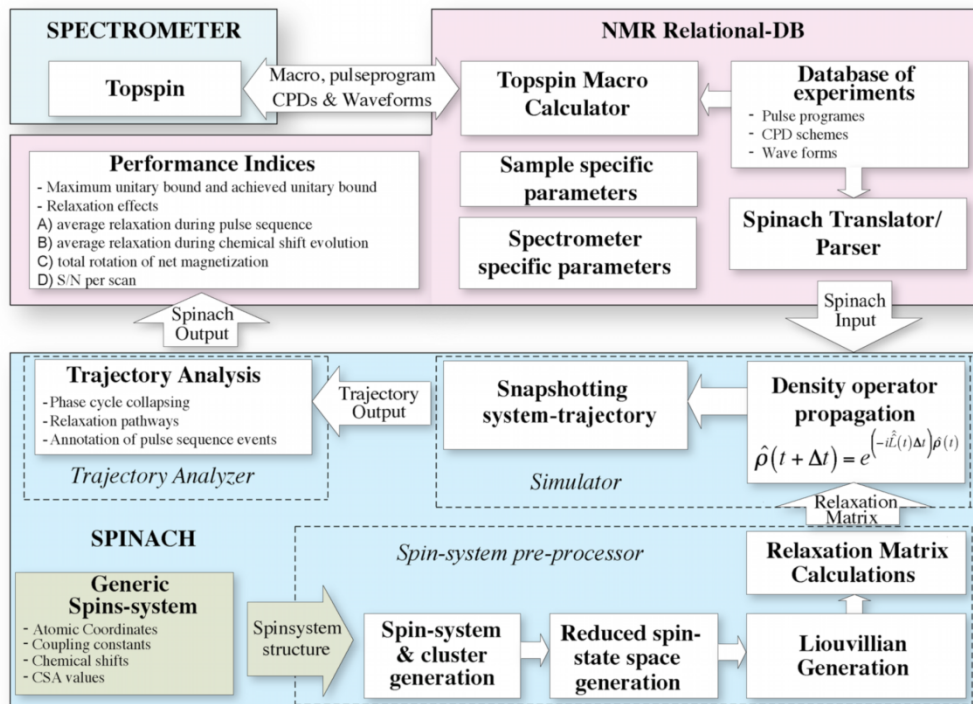 SPECTROMETER
Topspin
Macro, pulseprogram
CPDs & Waveforms
NMR Relational-DB
Topspin Macro
Calculator
Database of
experiments
- Pulse programes
- CPD schemes
- Wave forms
Sample specific
parameters
Spectrometer
specific parameters
Spinach Translator/
Parser
Performance Indices
- Maximum unitary bound and achieved unitary bound
- Relaxation effects
A) average relaxation during pulse sequence
B) average relaxation during chemical shift evolution
C) total rotation of net magnetization
D) S/N per scan
Spinach
Output
Spinach
Input
Trajectory Analysis
-Phase cycle collapsing
-Relaxation pathways
-Annotation of pulse sequence events
Trajectory Analyzer
Trajectory
Output
Snapshotting
system-trajectory
Simulator
Density operator
propagation
ρ̂(t + Δt) = e^(−iL̂̂(t)Δt)ρ̂(t)
Relaxation
Matrix
SPINACH
Generic
Spins-system
- Atomic Coordinates
- Coupling constants
- Chemical shifts
- CSA values
Spinsystem
structure
Spin-system pre-processor
Spin-system
& cluster
generation
Reduced spin-
state space
generation
Relaxation Matrix
Calculations
Liouvillian
Generation